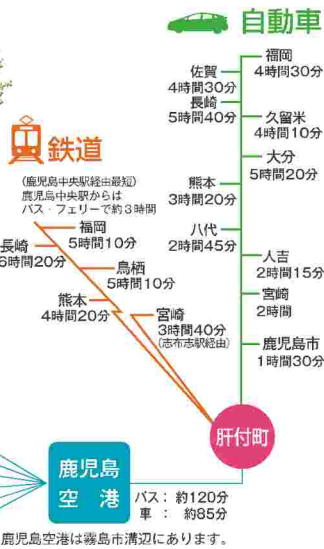 自動車
福岡
4時間30分
佐賀
4時間30分
長崎
5時間40分
久留米
4時間10分
大分
5時間20分
熊本
3時間20分
八代
2時間45分
人吉
2時間15分
宮崎
2時間
鹿児島市
1時間30分
鉄道
(鹿児島中央駅経由最短)
鹿児島中央駅からは
バス・フェリーで約3時間
福岡
5時間10分
長崎
6時間20分
鳥栖
5時間10分
熊本
4時間20分
宮崎
3時間40分
(志布志駅経由)
肝付町
鹿児島
空港
バス:約120分
車:約85分
鹿児島空港は霧島市溝辺にあります。